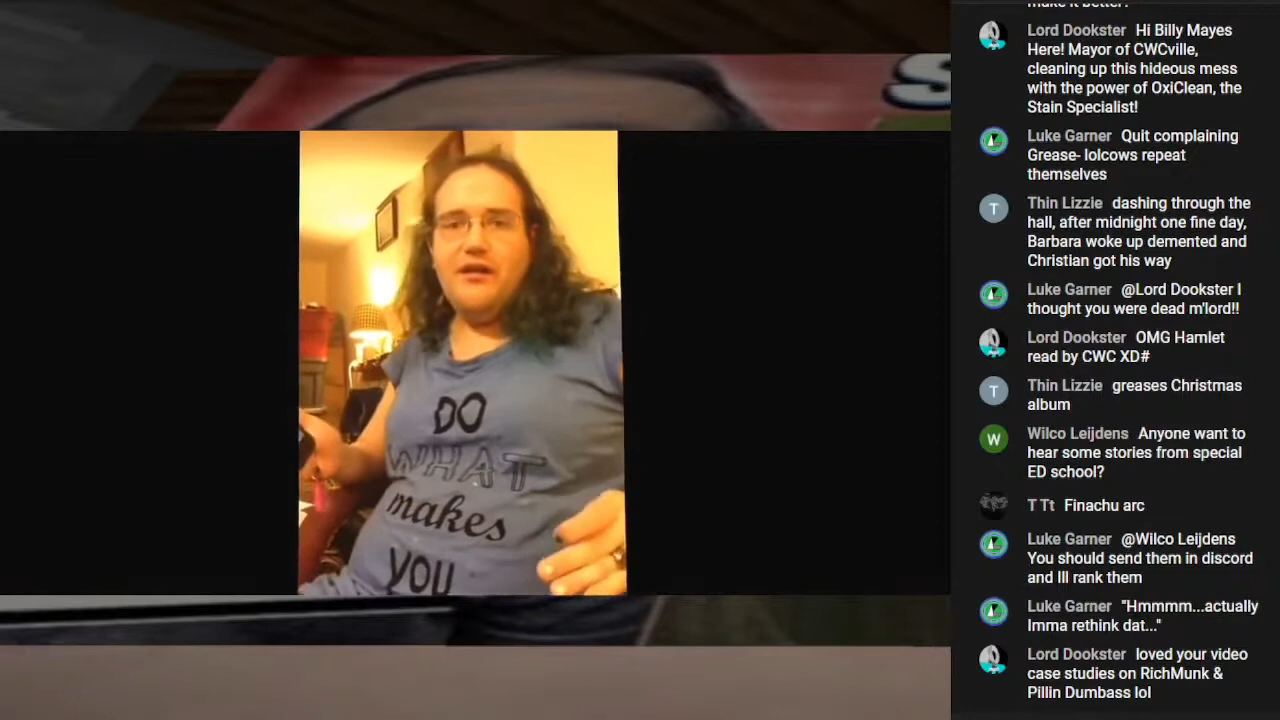 S
DO
WHAT
makes
YOU
make it better?
Lord Dookster Hi Billy Mayes
Here! Mayor of CWCville,
cleaning up this hideous mess
with the power of OxiClean, the
Stain Specialist!
Luke Garner Quit complaining
Grease- lolcows repeat
themselves
T Thin Lizzie dashing through the
hall, after midnight one fine day,
Barbara woke up demented and
Christian got his way
Luke Garner @Lord Dookster I
thought you were dead m'lord!!
Lord Dookster OMG Hamlet
read by CWC XD#
T Thin Lizzie greases Christmas
album
W Wilco Leijdens Anyone want to
hear some stories from special
ED school?
T Tt Finachu arc
Luke Garner @Wilco Leijdens
You should send them in discord
and Ill rank them
Luke Garner "Hmmmm...actually
Imma rethink dat..."
Lord Dookster loved your video
case studies on RichMunk &
Pillin Dumbass lol